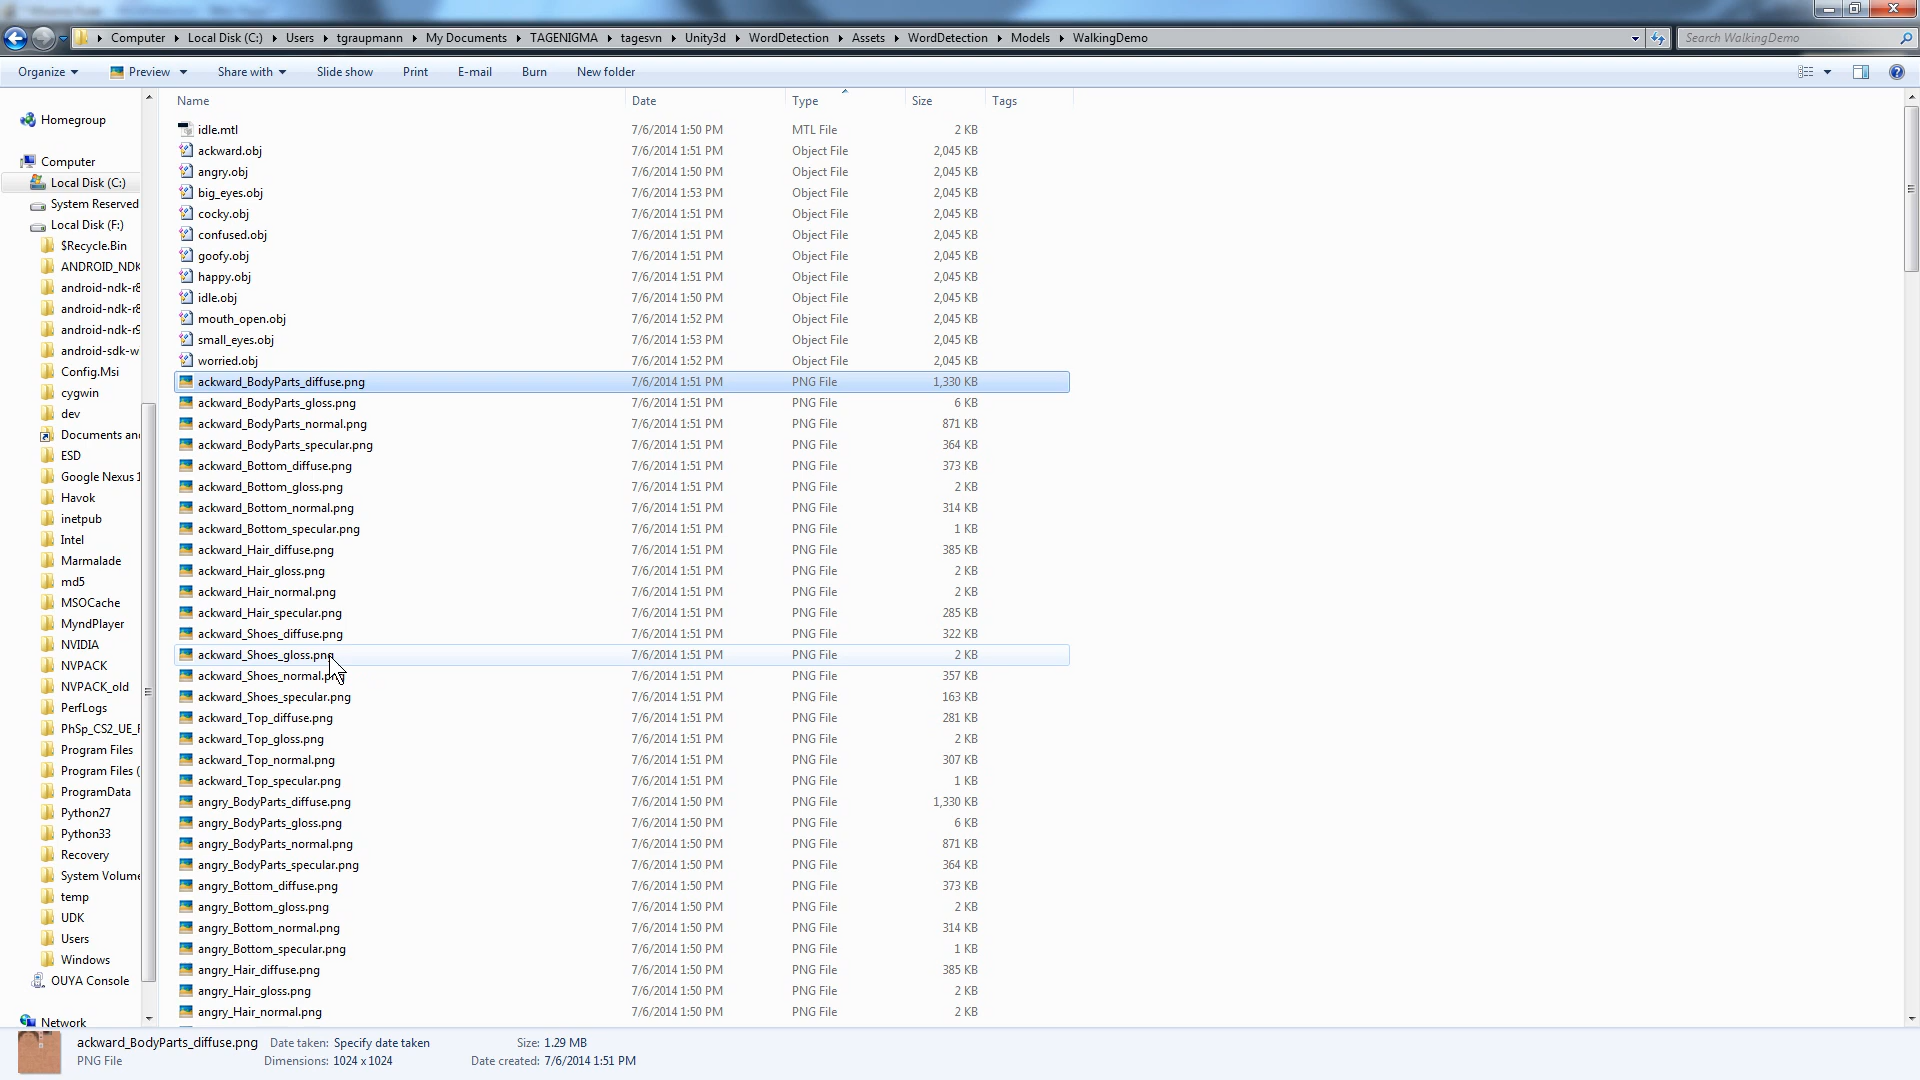 Computer Local Disk (C:) Users tgraupmann My Documents TAGENIGMA tagesvn Unity3d WordDetection Assets WordDetection Models WalkingDemo Search WalkingDemo
Organize Preview Share with Slide show Print E-mail Burn New folder
Name Date Type Size Tags
Homegroup
Computer
Local Disk (C:)
System Reserved
Local Disk (F:)
$Recycle.Bin
ANDROID_NDK
android-ndk-r8
android-ndk-r8
android-ndk-r9
android-sdk-w
Config.Msi
cygwin
dev
Documents and
ESD
Google Nexus 1
Havok
inetpub
Intel
Marmalade
md5
MSOCache
MyndPlayer
NVIDIA
NVPACK
NVPACK_old
PerfLogs
PhSp_CS2_UE_F
Program Files
Program Files (
ProgramData
Python27
Python33
Recovery
System Volume
temp
UDK
Users
Windows
OUYA Console
Network
idle.mtl 7/6/2014 1:50 PM MTL File 2 KB
ackward.obj 7/6/2014 1:51 PM Object File 2,045 KB
angry.obj 7/6/2014 1:50 PM Object File 2,045 KB
big_eyes.obj 7/6/2014 1:53 PM Object File 2,045 KB
cocky.obj 7/6/2014 1:51 PM Object File 2,045 KB
confused.obj 7/6/2014 1:51 PM Object File 2,045 KB
goofy.obj 7/6/2014 1:51 PM Object File 2,045 KB
happy.obj 7/6/2014 1:51 PM Object File 2,045 KB
idle.obj 7/6/2014 1:50 PM Object File 2,045 KB
mouth_open.obj 7/6/2014 1:52 PM Object File 2,045 KB
small_eyes.obj 7/6/2014 1:53 PM Object File 2,045 KB
worried.obj 7/6/2014 1:52 PM Object File 2,045 KB
ackward_BodyParts_diffuse.png 7/6/2014 1:51 PM PNG File 1,330 KB
ackward_BodyParts_gloss.png 7/6/2014 1:51 PM PNG File 6 KB
ackward_BodyParts_normal.png 7/6/2014 1:51 PM PNG File 871 KB
ackward_BodyParts_specular.png 7/6/2014 1:51 PM PNG File 364 KB
ackward_Bottom_diffuse.png 7/6/2014 1:51 PM PNG File 373 KB
ackward_Bottom_gloss.png 7/6/2014 1:51 PM PNG File 2 KB
ackward_Bottom_normal.png 7/6/2014 1:51 PM PNG File 314 KB
ackward_Bottom_specular.png 7/6/2014 1:51 PM PNG File 1 KB
ackward_Hair_diffuse.png 7/6/2014 1:51 PM PNG File 385 KB
ackward_Hair_gloss.png 7/6/2014 1:51 PM PNG File 2 KB
ackward_Hair_normal.png 7/6/2014 1:51 PM PNG File 2 KB
ackward_Hair_specular.png 7/6/2014 1:51 PM PNG File 285 KB
ackward_Shoes_diffuse.png 7/6/2014 1:51 PM PNG File 322 KB
ackward_Shoes_gloss.png 7/6/2014 1:51 PM PNG File 2 KB
ackward_Shoes_normal.png 7/6/2014 1:51 PM PNG File 357 KB
ackward_Shoes_specular.png 7/6/2014 1:51 PM PNG File 163 KB
ackward_Top_diffuse.png 7/6/2014 1:51 PM PNG File 281 KB
ackward_Top_gloss.png 7/6/2014 1:51 PM PNG File 2 KB
ackward_Top_normal.png 7/6/2014 1:51 PM PNG File 307 KB
ackward_Top_specular.png 7/6/2014 1:51 PM PNG File 1 KB
angry_BodyParts_diffuse.png 7/6/2014 1:50 PM PNG File 1,330 KB
angry_BodyParts_gloss.png 7/6/2014 1:50 PM PNG File 6 KB
angry_BodyParts_normal.png 7/6/2014 1:50 PM PNG File 871 KB
angry_BodyParts_specular.png 7/6/2014 1:50 PM PNG File 364 KB
angry_Bottom_diffuse.png 7/6/2014 1:50 PM PNG File 373 KB
angry_Bottom_gloss.png 7/6/2014 1:50 PM PNG File 2 KB
angry_Bottom_normal.png 7/6/2014 1:50 PM PNG File 314 KB
angry_Bottom_specular.png 7/6/2014 1:50 PM PNG File 1 KB
angry_Hair_diffuse.png 7/6/2014 1:50 PM PNG File 385 KB
angry_Hair_gloss.png 7/6/2014 1:50 PM PNG File 2 KB
angry_Hair_normal.png 7/6/2014 1:50 PM PNG File 2 KB
ackward_BodyParts_diffuse.png Date taken: Specify date taken Size: 1.29 MB
PNG File Dimensions: 1024 x 1024 Date created: 7/6/2014 1:51 PM